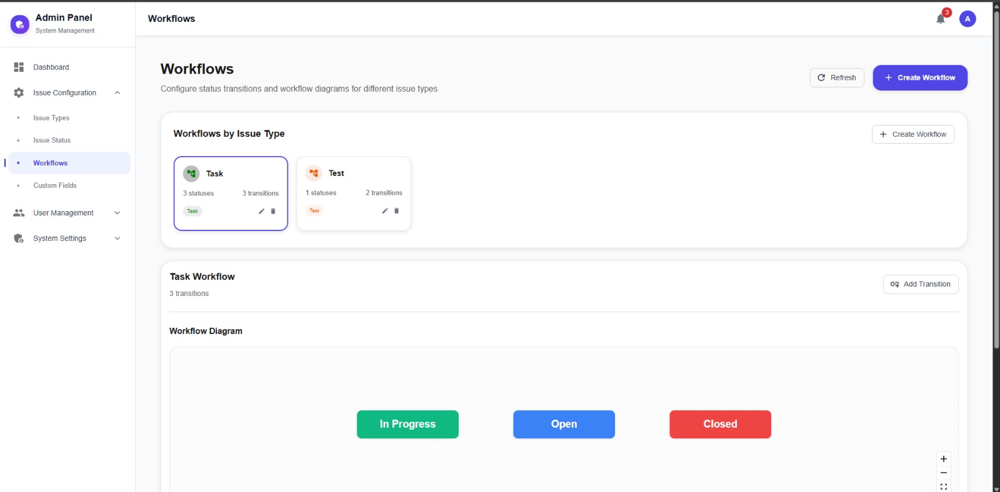 Admin Panel
System Management
Dashboard
Issue Configuration
Issue Types
Issue Status
Workflows
Custom Fields
User Management
System Settings
Workflows
3
A
Workflows
Configure status transitions and workflow diagrams for different issue types
Refresh
+ Create Workflow
Workflows by Issue Type
+ Create Workflow
Task
3 statuses 3 transitions
Task
Test
1 statuses 2 transitions
Test
Task Workflow
3 transitions
Add Transition
Workflow Diagram
In Progress
Open
Closed